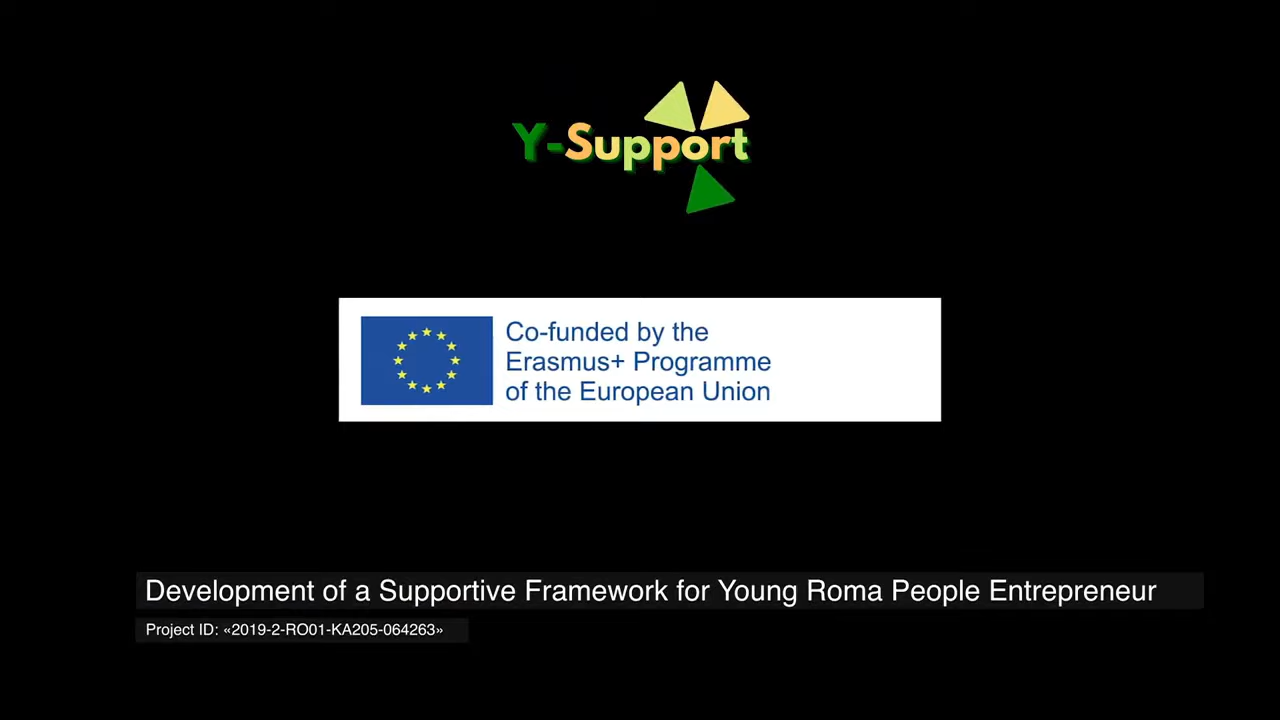 Y-Support
Co-funded by the
Erasmus+ Programme
of the European Union
Development of a Supportive Framework for Young Roma People Entrepreneur
Project ID: «2019-2-RO01-KA205-064263»